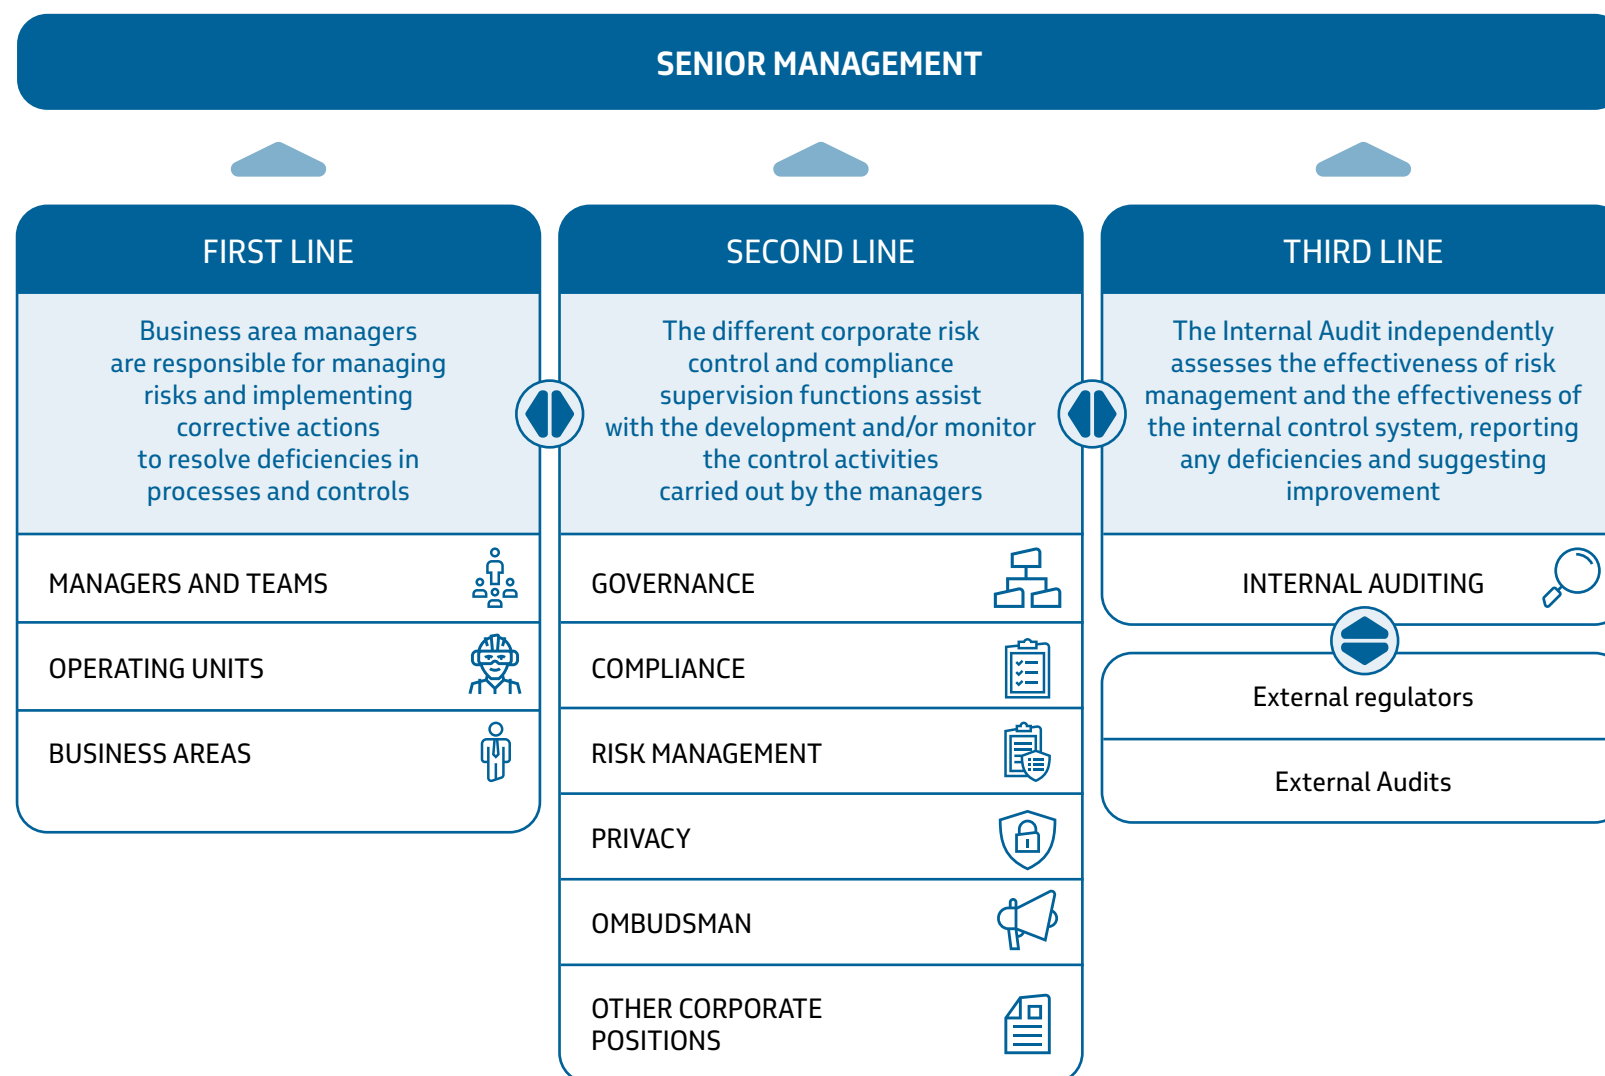 SENIOR MANAGEMENT
FIRST LINE
Business area managers
are responsible for managing
risks and implementing
corrective actions
to resolve deficiencies in
processes and controls
MANAGERS AND TEAMS
OPERATING UNITS
BUSINESS AREAS
SECOND LINE
The different corporate risk
control and compliance
supervision functions assist
with the development and/or monitor
the control activities
carried out by the managers
GOVERNANCE
COMPLIANCE
RISK MANAGEMENT
PRIVACY
OMBUDSMAN
OTHER CORPORATE
POSITIONS
THIRD LINE
The Internal Audit independently
assesses the effectiveness of risk
management and the effectiveness of
the internal control system, reporting
any deficiencies and suggesting
improvement
INTERNAL AUDITING
External regulators
External Audits